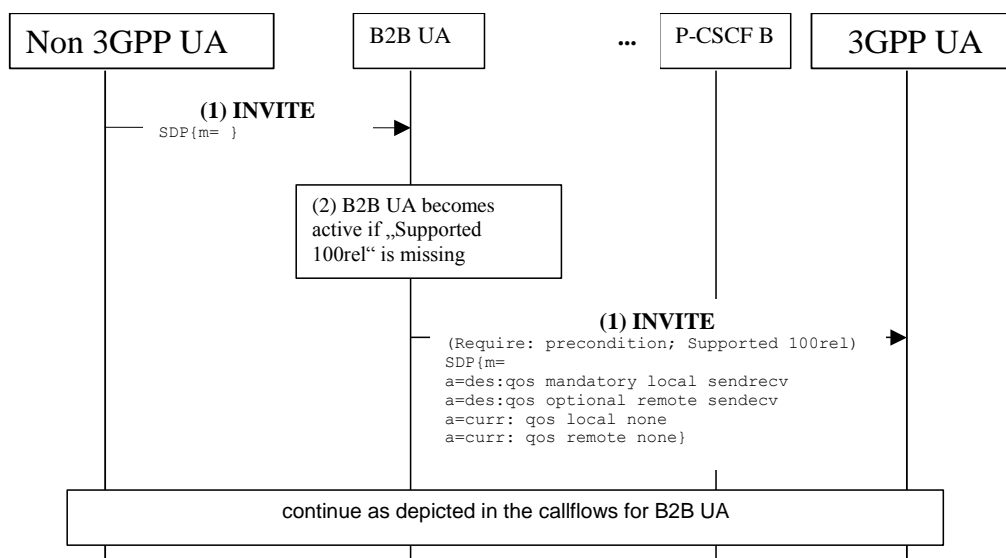 Non 3GPP UA
B2B UA
...
P-CSCF B
3GPP UA
(1) INVITE
SDP{m= }
(2) B2B UA becomes
active if „Supported
100rel“ is missing
(1) INVITE
(Require: precondition; Supported 100rel)
SDP{m=
a=des:qos mandatory local sendrecv
a=des:qos optional remote sendecv
a=curr: qos local none
a=curr: qos remote none}
continue as depicted in the callflows for B2B UA